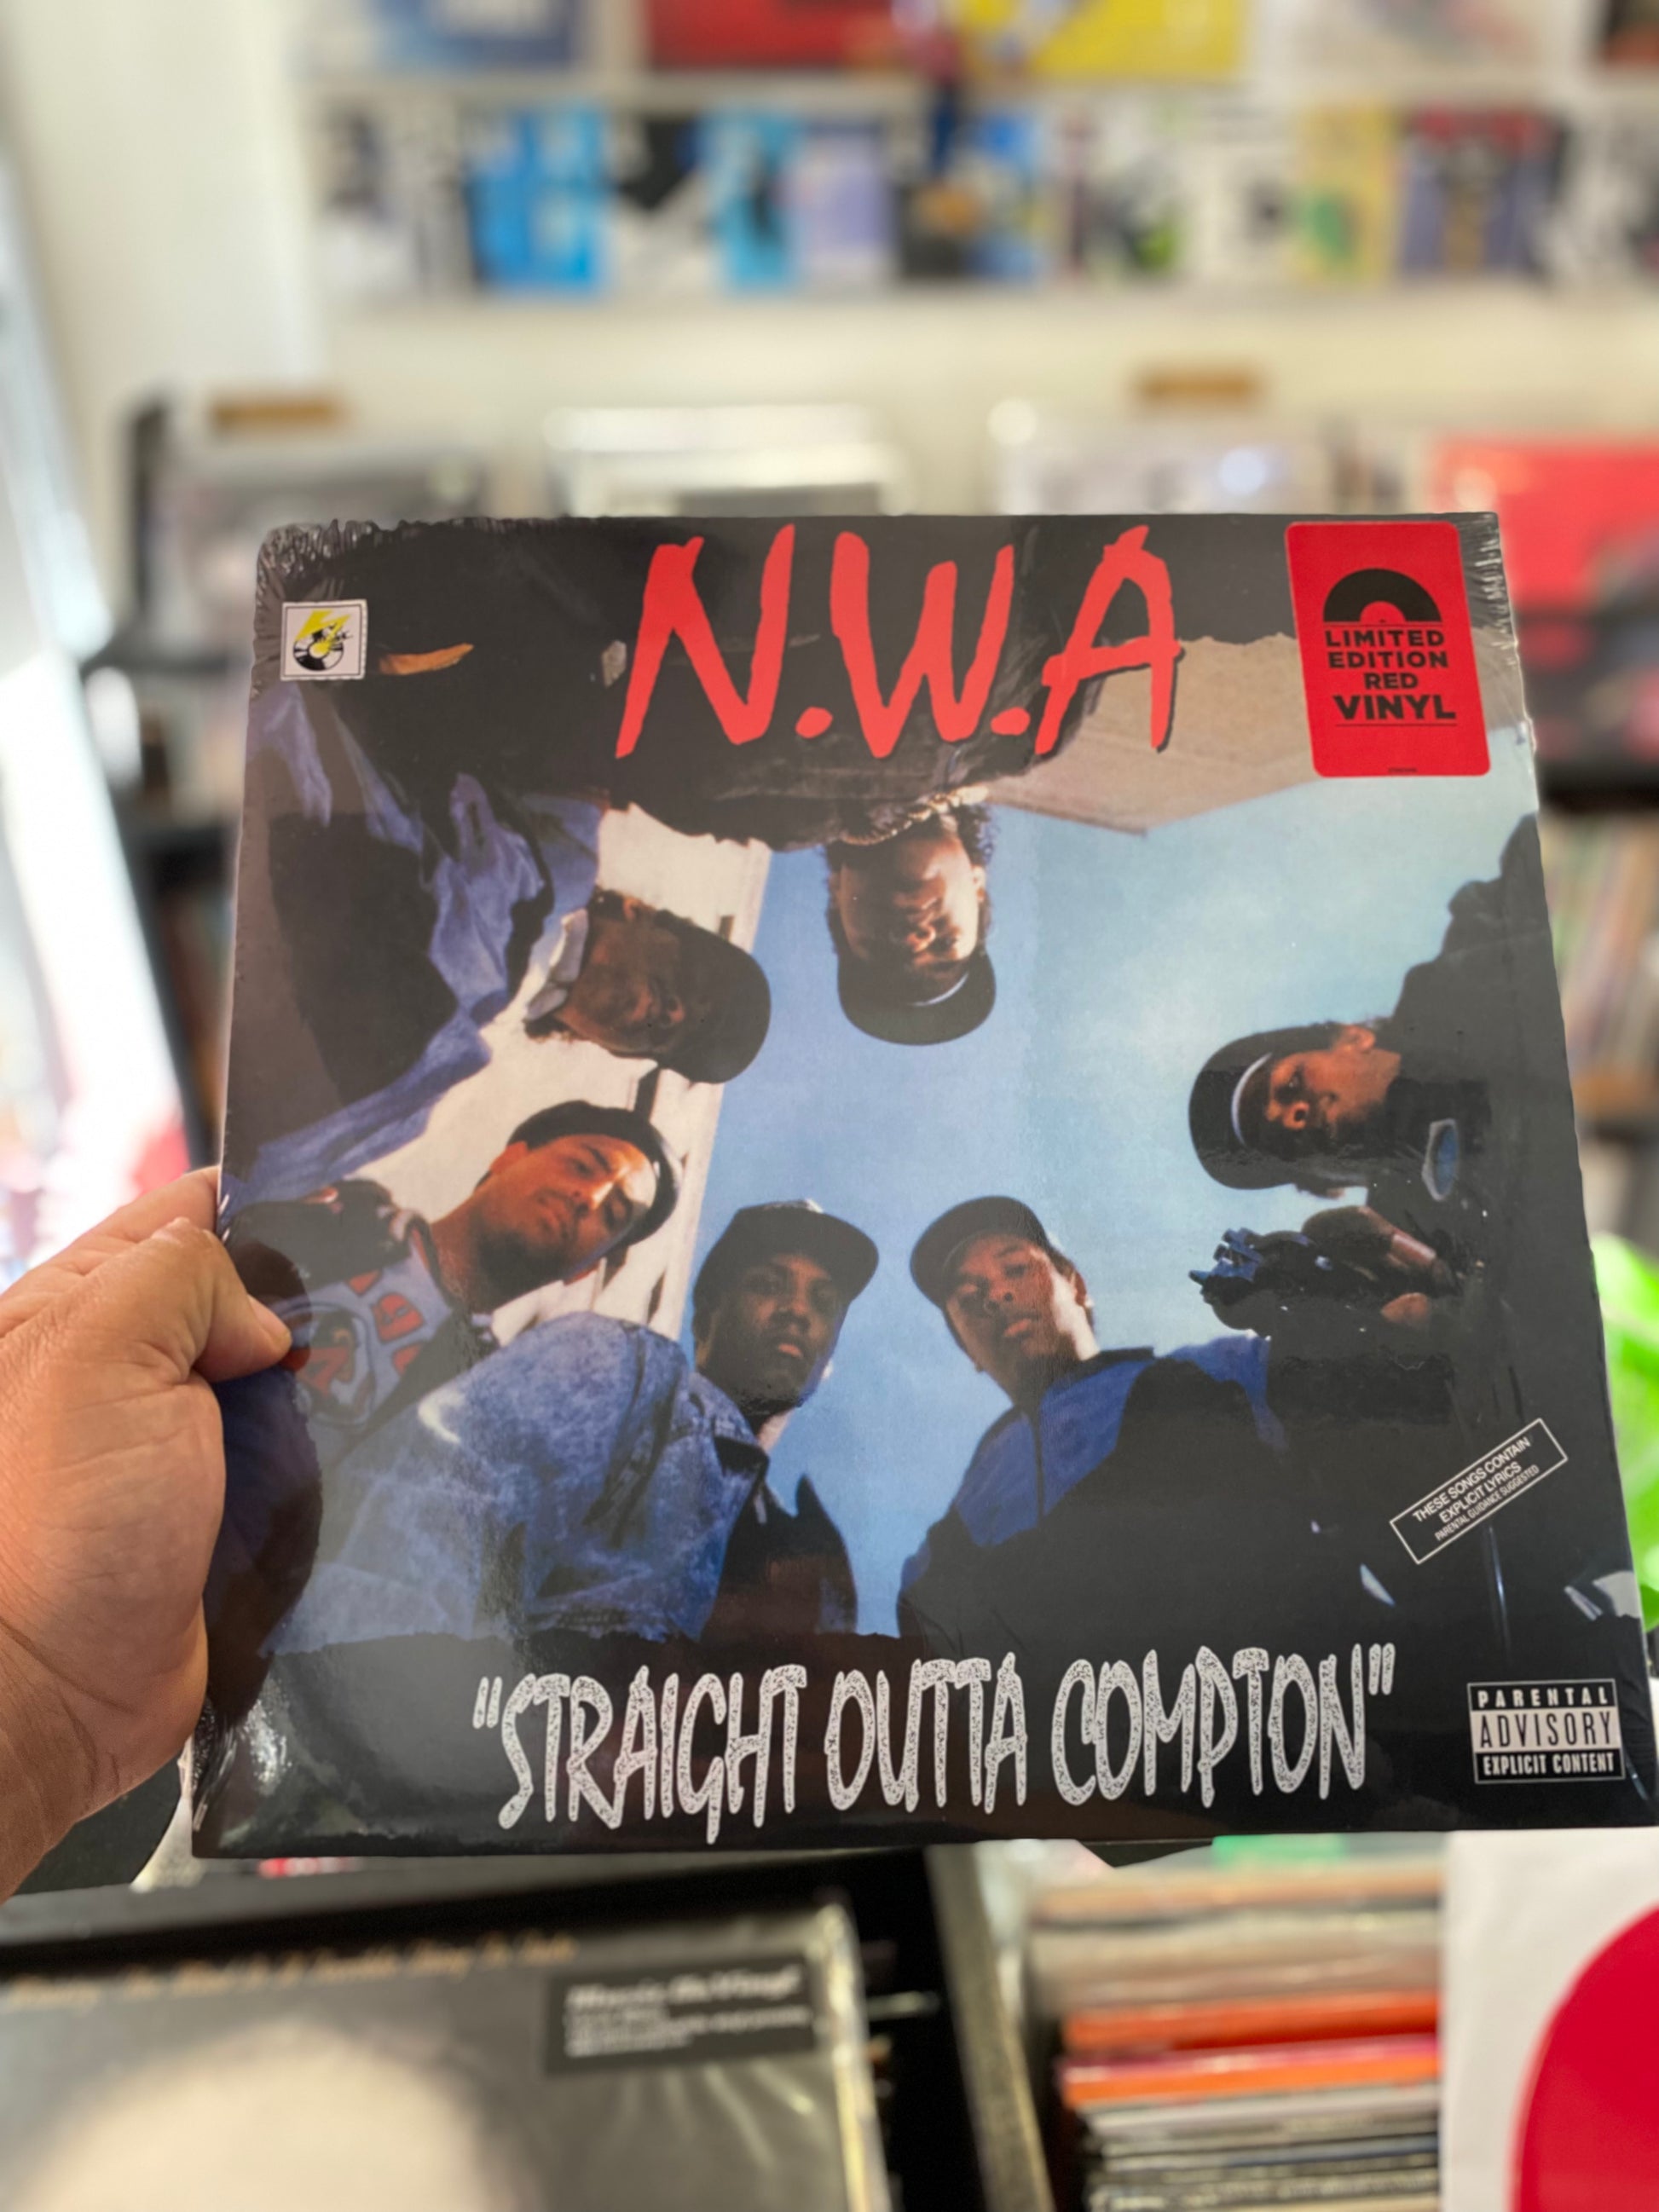 N.W.A
LIMITED
EDITION
RED
VINYL
THESE SONGS CONTAIN
EXPLICIT LYRICS
PARENTAL GUIDANCE SUGGESTED
"STRAIGHT OUTTA COMPTON"
PARENTAL
ADVISORY
EXPLICIT CONTENT